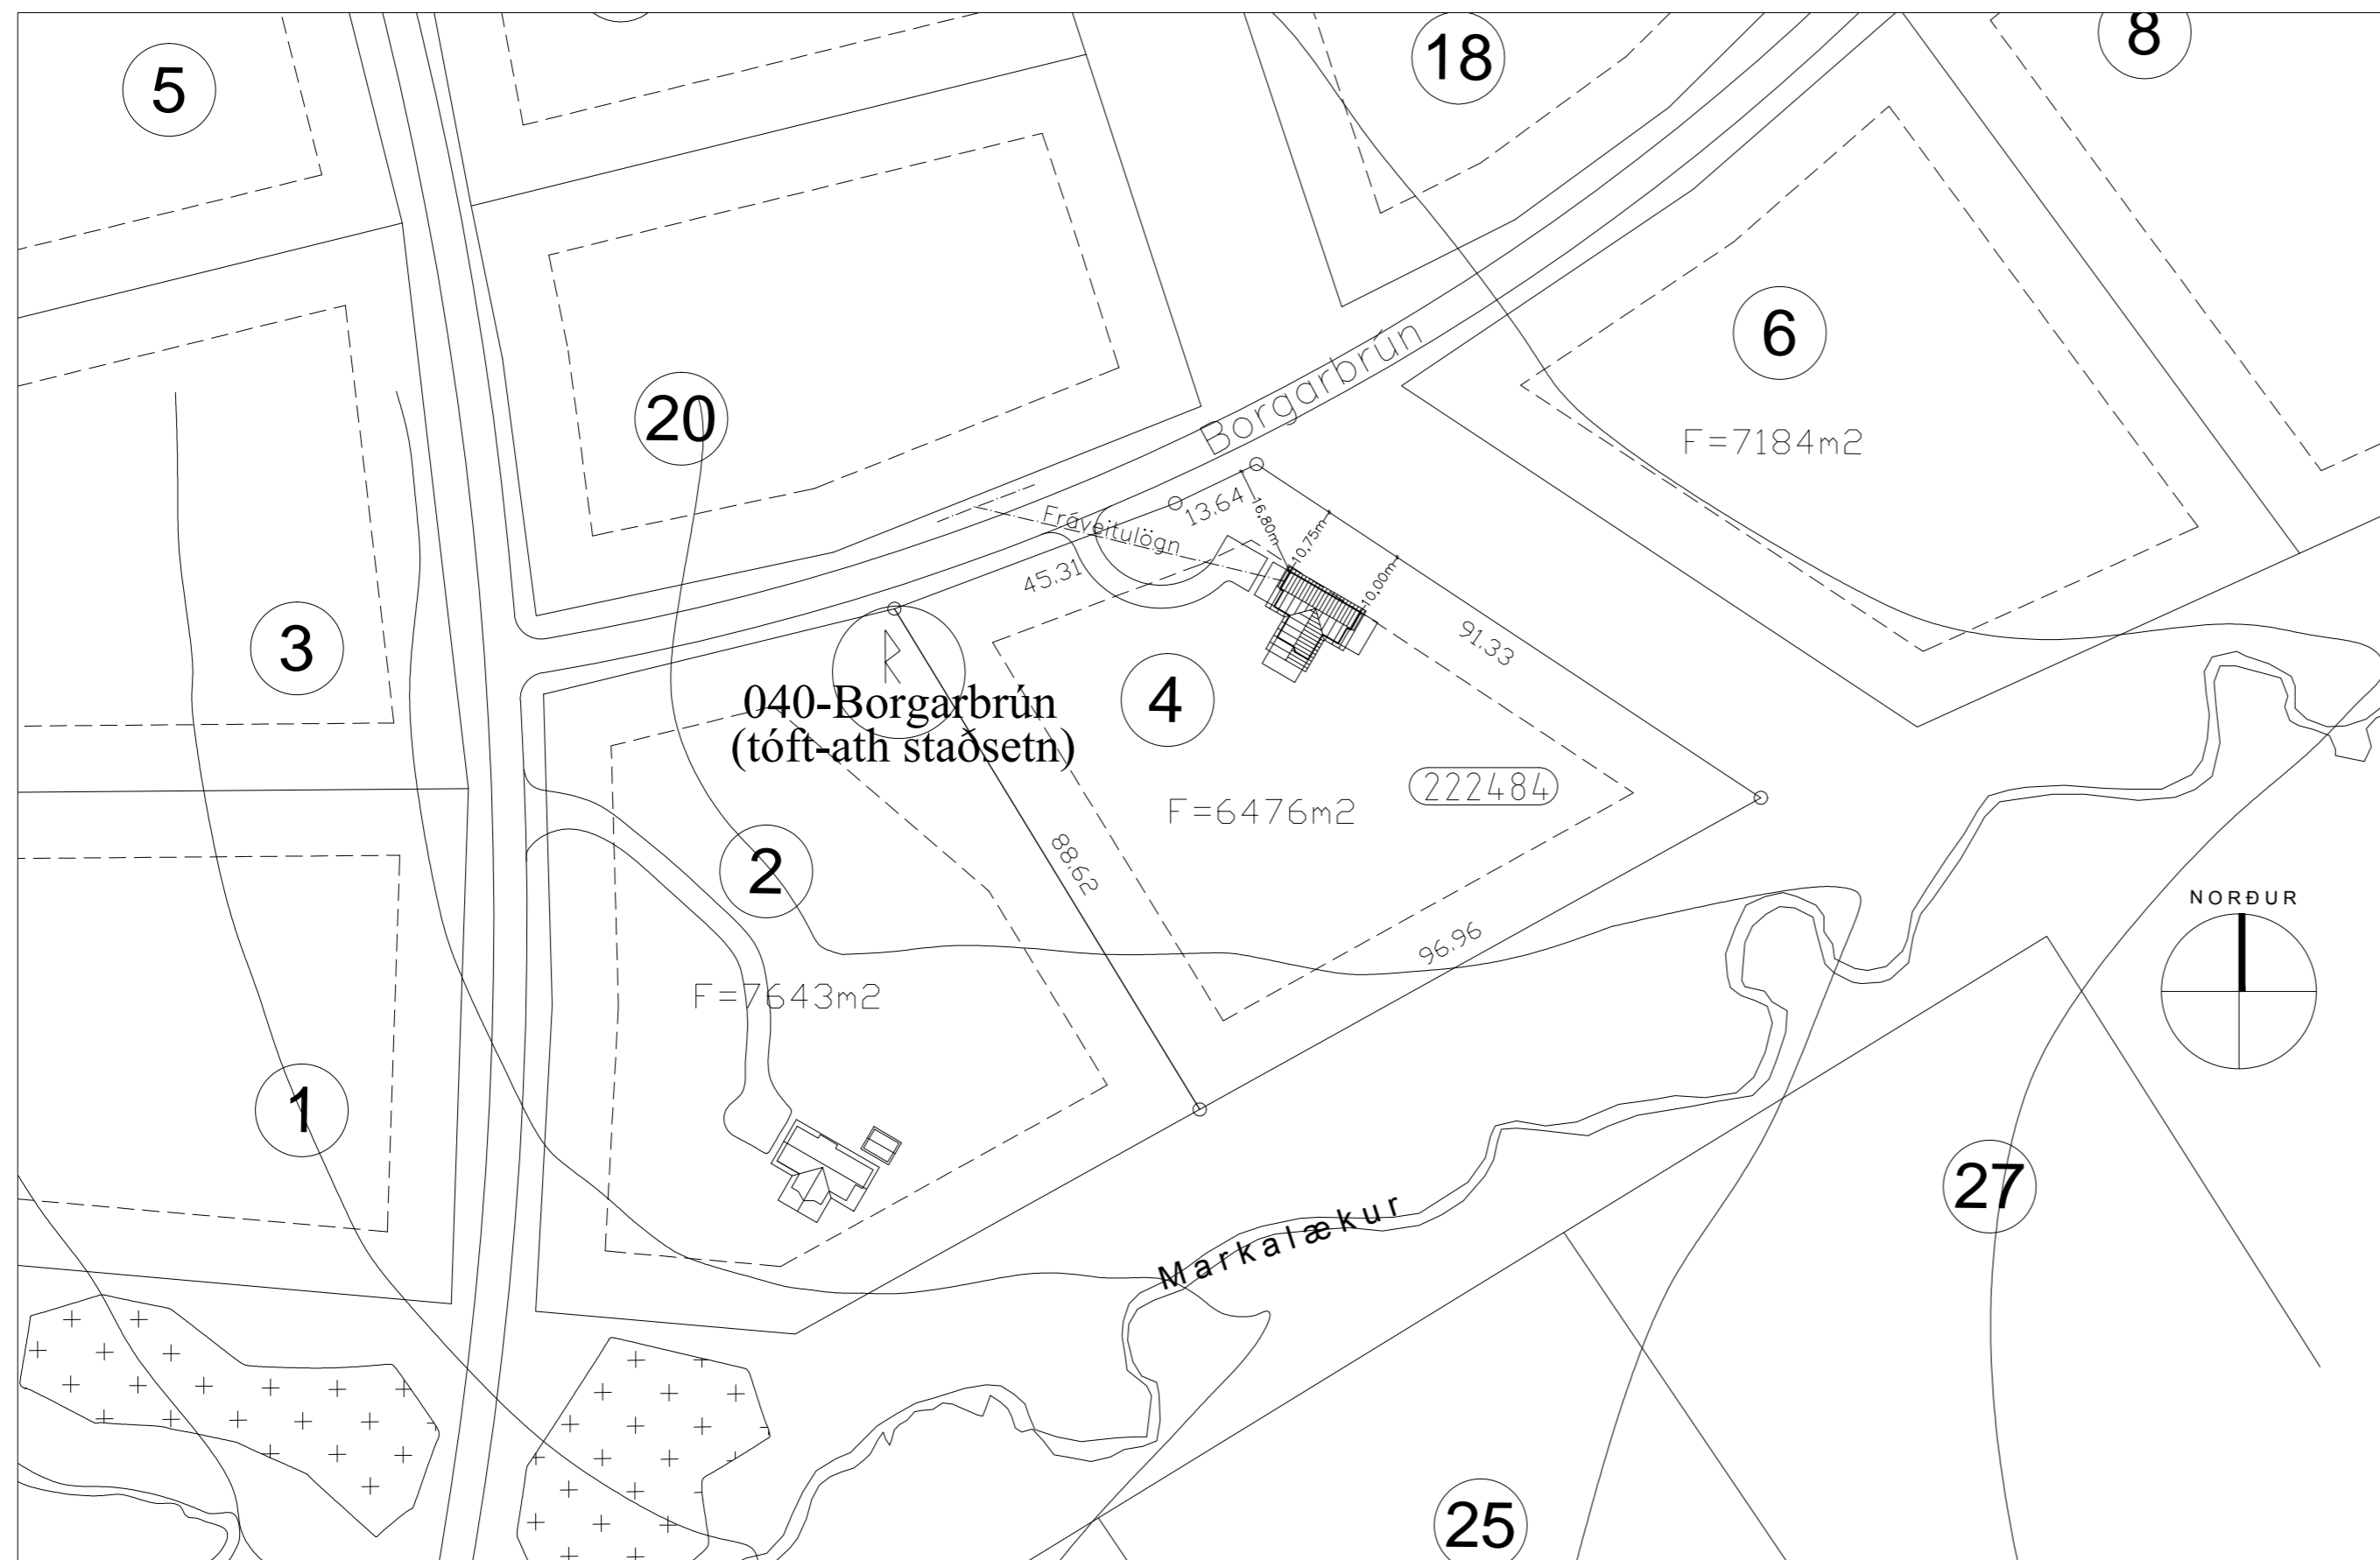 5
18
8
20
6
Borgarbrún
F=7184m2
13.64
16,80m
10,75m
Fráveitulögn
45.31
10,00m
3
91.33
R
4
040-Borgarbrún
(tóft-ath staðsetn)
222484
F=6476m2
2
88.62
NORÐUR
96.96
F=7643m2
1
27
Markalækur
25